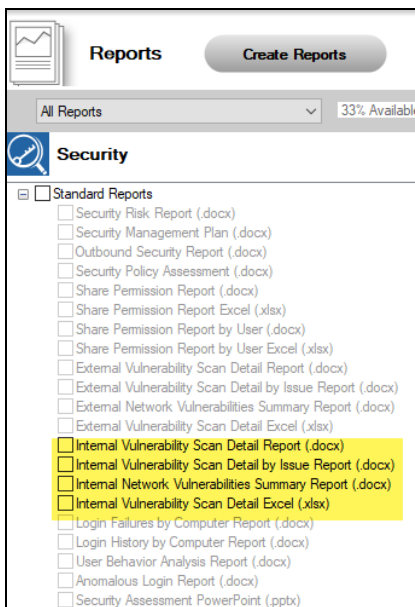 Reports
Create Reports
All Reports
33% Available
Security
Standard Reports
Security Risk Report (.docx)
Security Management Plan (.docx)
Outbound Security Report (.docx)
Security Policy Assessment (.docx)
Share Permission Report (.docx)
Share Permission Report Excel (.xlsx)
Share Permission Report by User (.docx)
Share Permission Report by User Excel (.xlsx)
External Vulnerability Scan Detail Report (.docx)
External Vulnerability Scan Detail by Issue Report (.docx)
External Network Vulnerabilities Summary Report (.docx)
External Vulnerability Scan Detail Excel (.xlsx)
Internal Vulnerability Scan Detail Report (.docx)
Internal Vulnerability Scan Detail by Issue Report (.docx)
Internal Network Vulnerabilities Summary Report (.docx)
Internal Vulnerability Scan Detail Excel (.xlsx)
Login Failures by Computer Report (.docx)
Login History by Computer Report (.docx)
User Behavior Analysis Report (.docx)
Anomalous Login Report (.docx)
Security Assessment PowerPoint (.pptx)